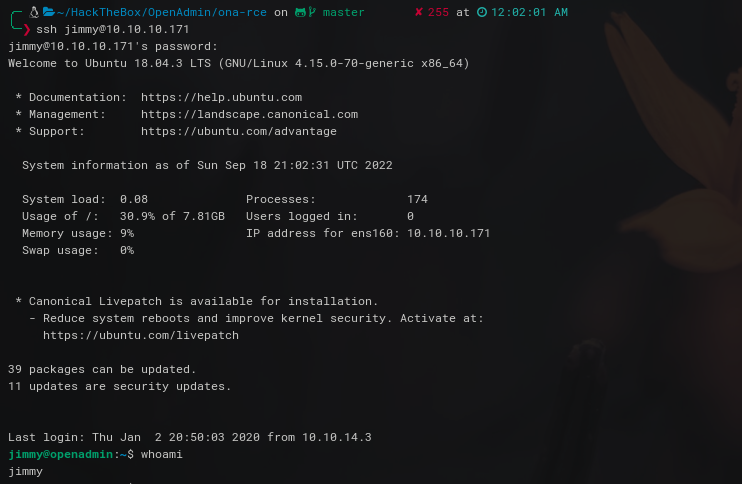 ~/HackTheBox/OpenAdmin/ona-rce on master ✘ 255 at 12:02:01 AM
❯ ssh jimmy@10.10.10.171
jimmy@10.10.10.171's password:
Welcome to Ubuntu 18.04.3 LTS (GNU/Linux 4.15.0-70-generic x86_64)
* Documentation: https://help.ubuntu.com
* Management: https://landscape.canonical.com
* Support: https://ubuntu.com/advantage
System information as of Sun Sep 18 21:02:31 UTC 2022
System load: 0.08 Processes: 174
Usage of /: 30.9% of 7.81GB Users logged in: 0
Memory usage: 9% IP address for ens160: 10.10.10.171
Swap usage: 0%
* Canonical Livepatch is available for installation.
- Reduce system reboots and improve kernel security. Activate at:
https://ubuntu.com/livepatch
39 packages can be updated.
11 updates are security updates.
Last login: Thu Jan 2 20:50:03 2020 from 10.10.14.3
jimmy@openadmin:~$ whoami
jimmy